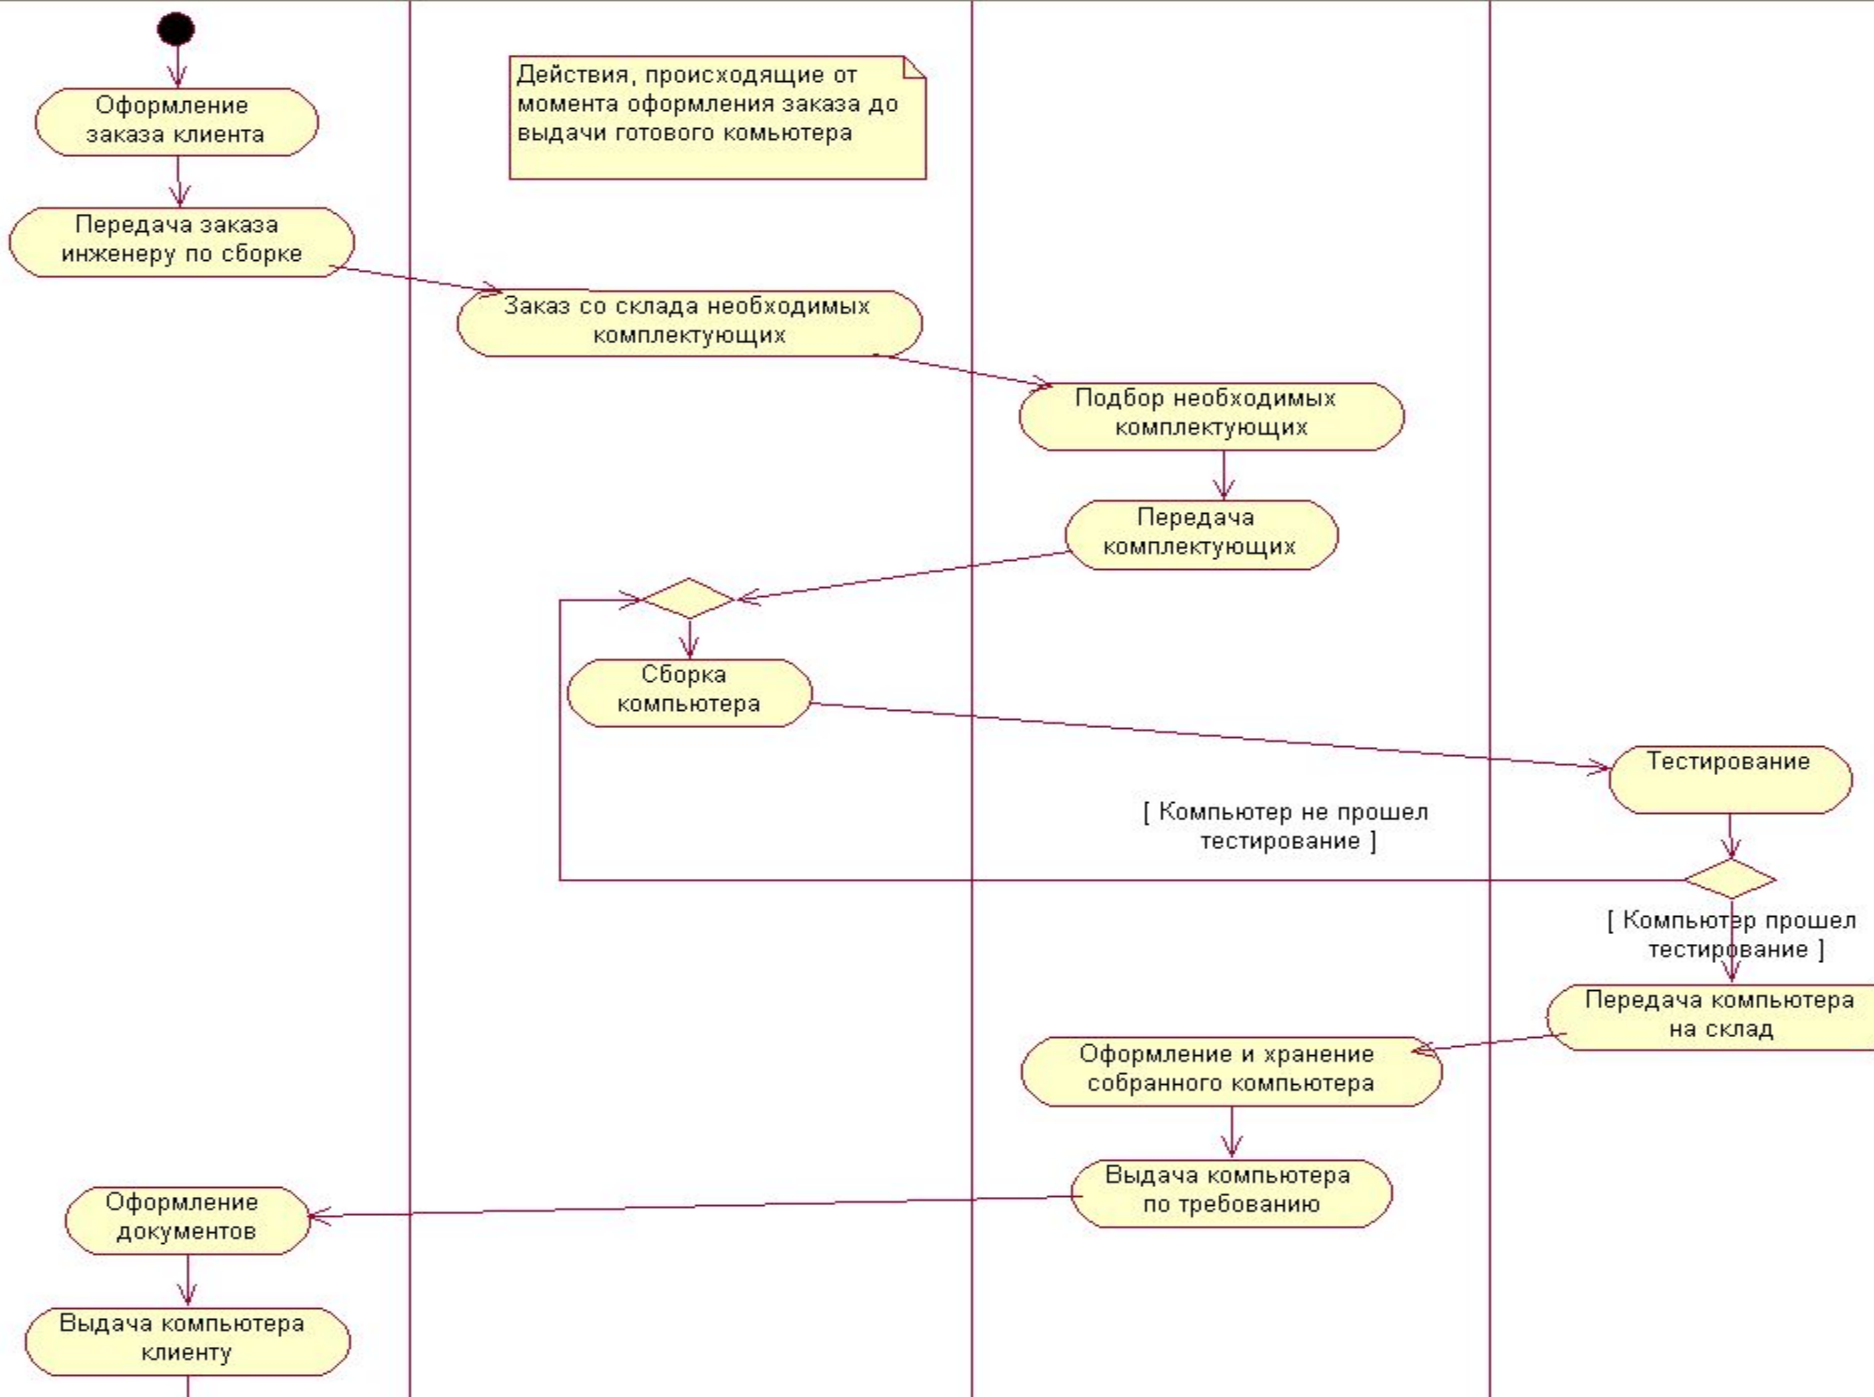 Действия, происходящие от
момента оформления заказа до
выдачи готового комьютера
Оформление
заказа клиента
Передача заказа
инженеру по сборке
Заказ со склада необходимых
комплектующих
Подбор необходимых
комплектующих
Передача
комплектующих
Сборка
компьютера
Тестирование
[ Компьютер не прошел
тестирование ]
[ Компьютер прошел
тестирование ]
Передача компьютера
на склад
Оформление и хранение
собранного компьютера
Выдача компьютера
по требованию
Оформление
документов
Выдача компьютера
клиенту